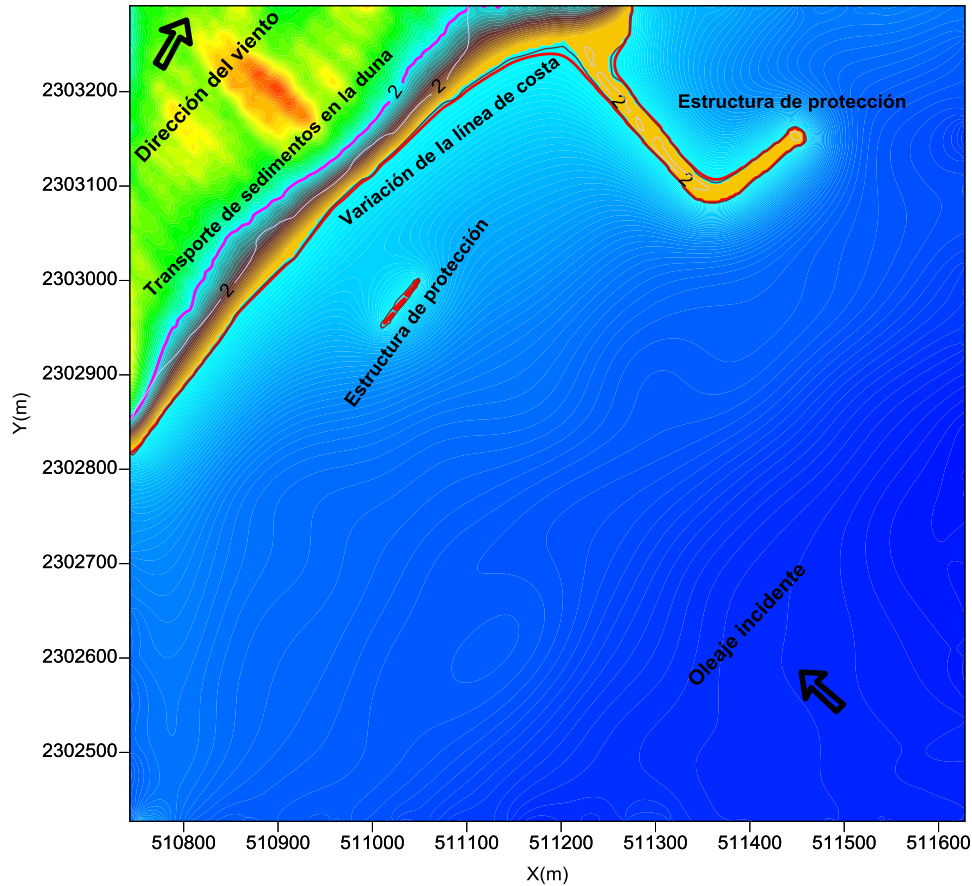 Dirección del viento
Transporte de sedimentos en la duna
Variación de la línea de costa
Estructura de protección
Estructura de protección
Oleaje incidente
2
2
2
2
2
Y(m)
2303200
2303100
2303000
2302900
2302800
2302700
2302600
2302500
510800 510900 511000 511100 511200 511300 511400 511500 511600
X(m)